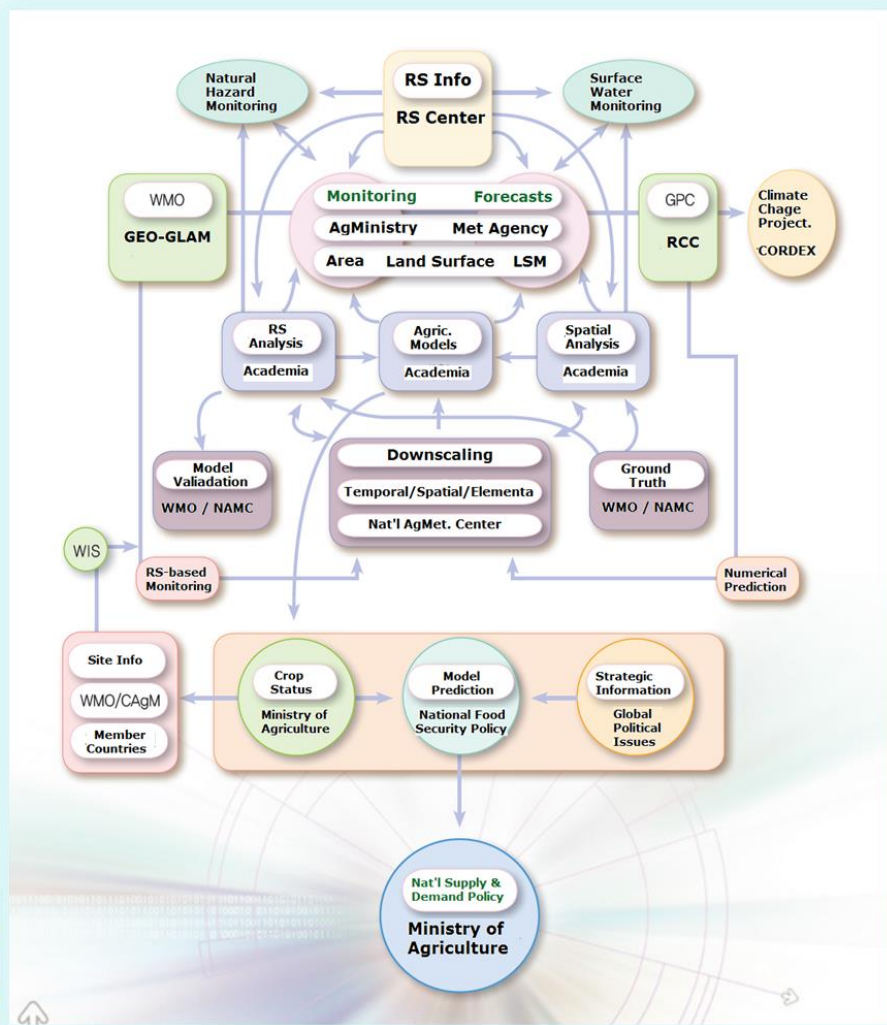 Natural
Hazard
Monitoring
RS Info
RS Center
Surface
Water
Monitoring
WMO
GEO-GLAM
Monitoring Forecasts
AgMinistry Met Agency
Area Land Surface LSM
GPC
RCC
Climate
Chage
Project.
CORDEX
RS
Analysis
Academia
Agric.
Models
Academia
Spatial
Analysis
Academia
Model
Valiadation
WMO / NAMC
Downscaling
Temporal/Spatial/Elementa
Nat'l AgMet. Center
Ground
Truth
WMO / NAMC
WIS
RS-based
Monitoring
Numerical
Prediction
Site Info
WMO/CAgM
Member
Countries
Crop
Status
Ministry of
Agriculture
Model
Prediction
National Food
Security Policy
Strategic
Information
Global
Political
Issues
Nat'l Supply &
Demand Policy
Ministry of
Agriculture